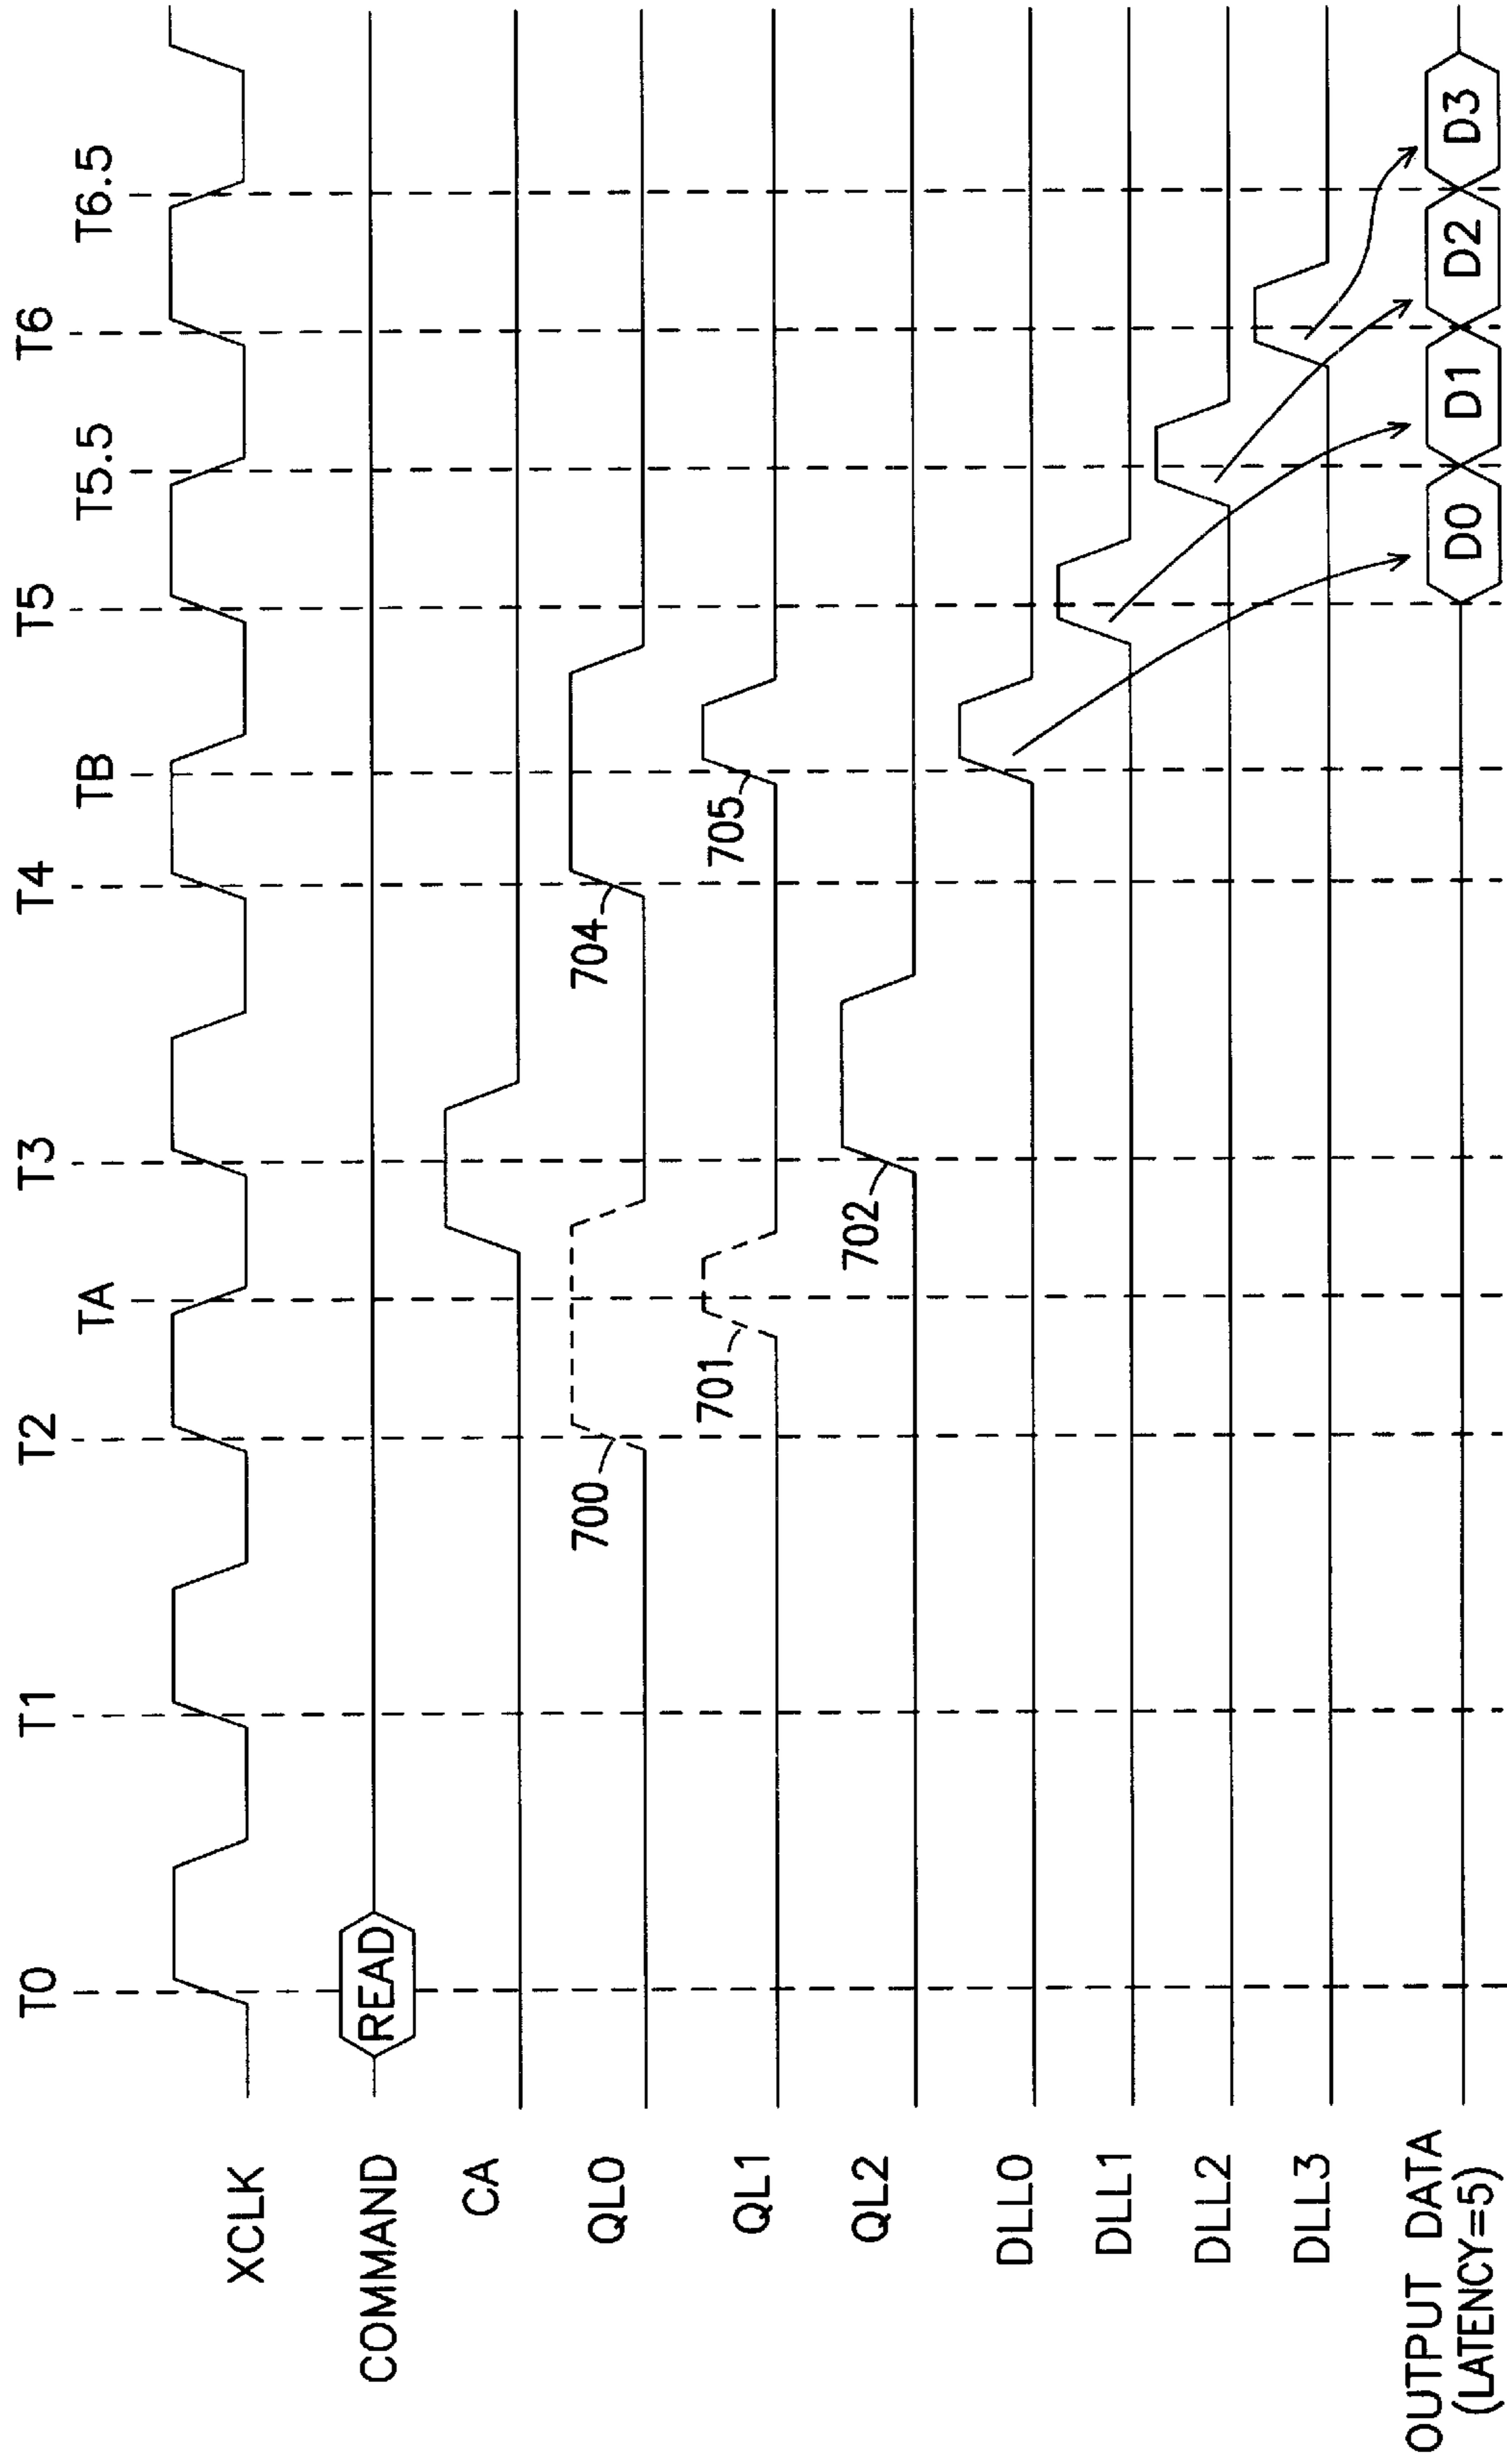 T0 T1 T2 TA T3 T4 TB T5 T5.5 T6 T6.5
XCLK
COMMAND READ
CA
QL0 700 704
QL1 701 705
QL2 702
DLL0
DLL1
DLL2
DLL3
OUTPUT DATA D0 D1 D2 D3
(LATENCY=5)